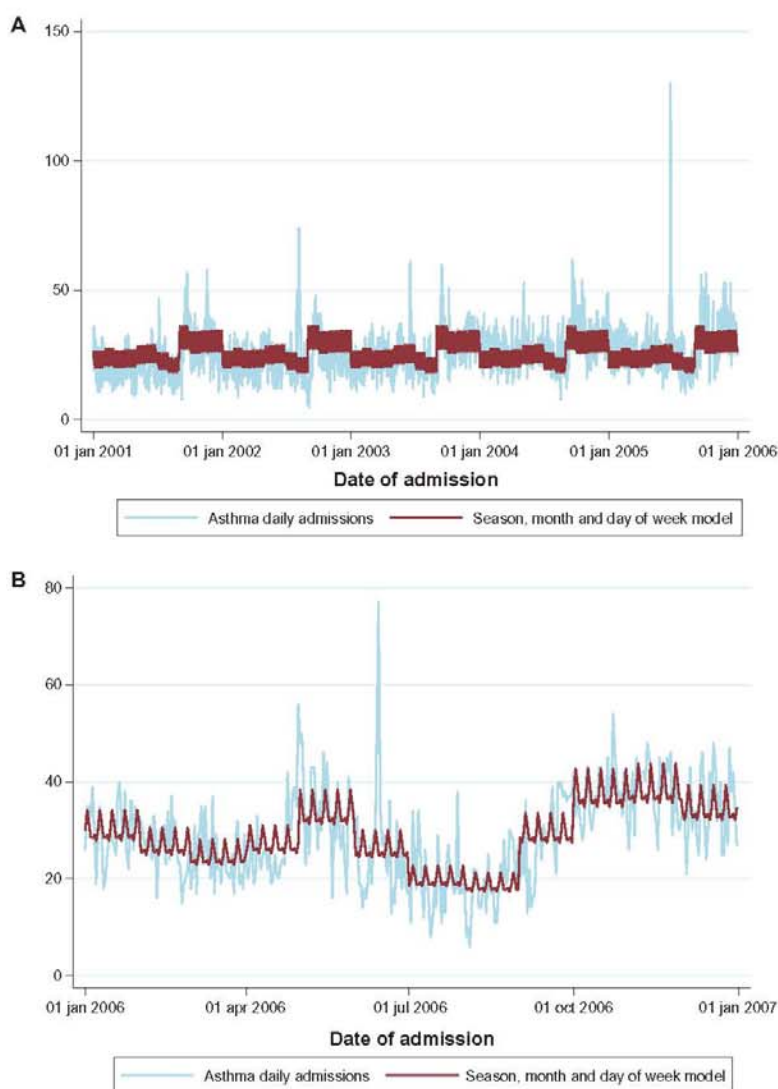 A
150
100
50
0
01 jan 2001 01 jan 2002 01 jan 2003 01 jan 2004 01 jan 2005 01 jan 2006
Date of admission
Asthma daily admissions Season, month and day of week model
B
80
60
40
20
0
01 jan 2006 01 apr 2006 01 jul 2006 01 oct 2006 01 jan 2007
Date of admission
Asthma daily admissions Season, month and day of week model